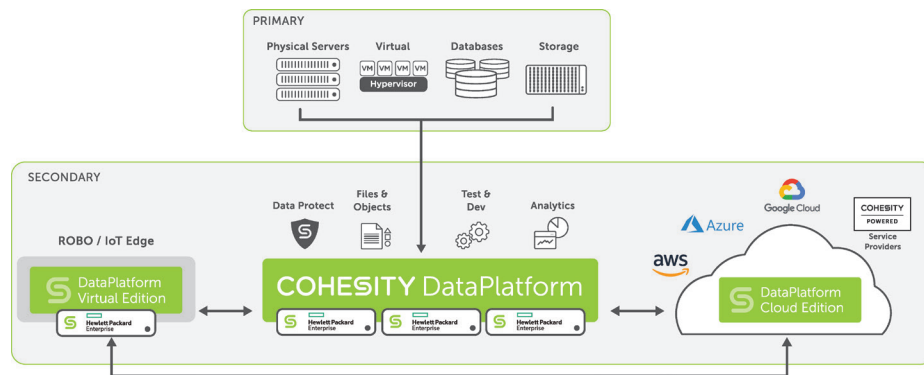 PRIMARY
Physical Servers
Virtual
Databases
Storage
VM VM VM VM
Hypervisor
SECONDARY
Data Protect
Files &
Objects
Test &
Dev
Analytics
Google Cloud
Azure
aws
COHESITY
POWERED
Service
Providers
ROBO / IoT Edge
DataPlatform
Virtual Edition
Hewlett Packard
Enterprise
COHESITY DataPlatform
Hewlett Packard
Enterprise
Hewlett Packard
Enterprise
Hewlett Packard
Enterprise
DataPlatform
Cloud Edition